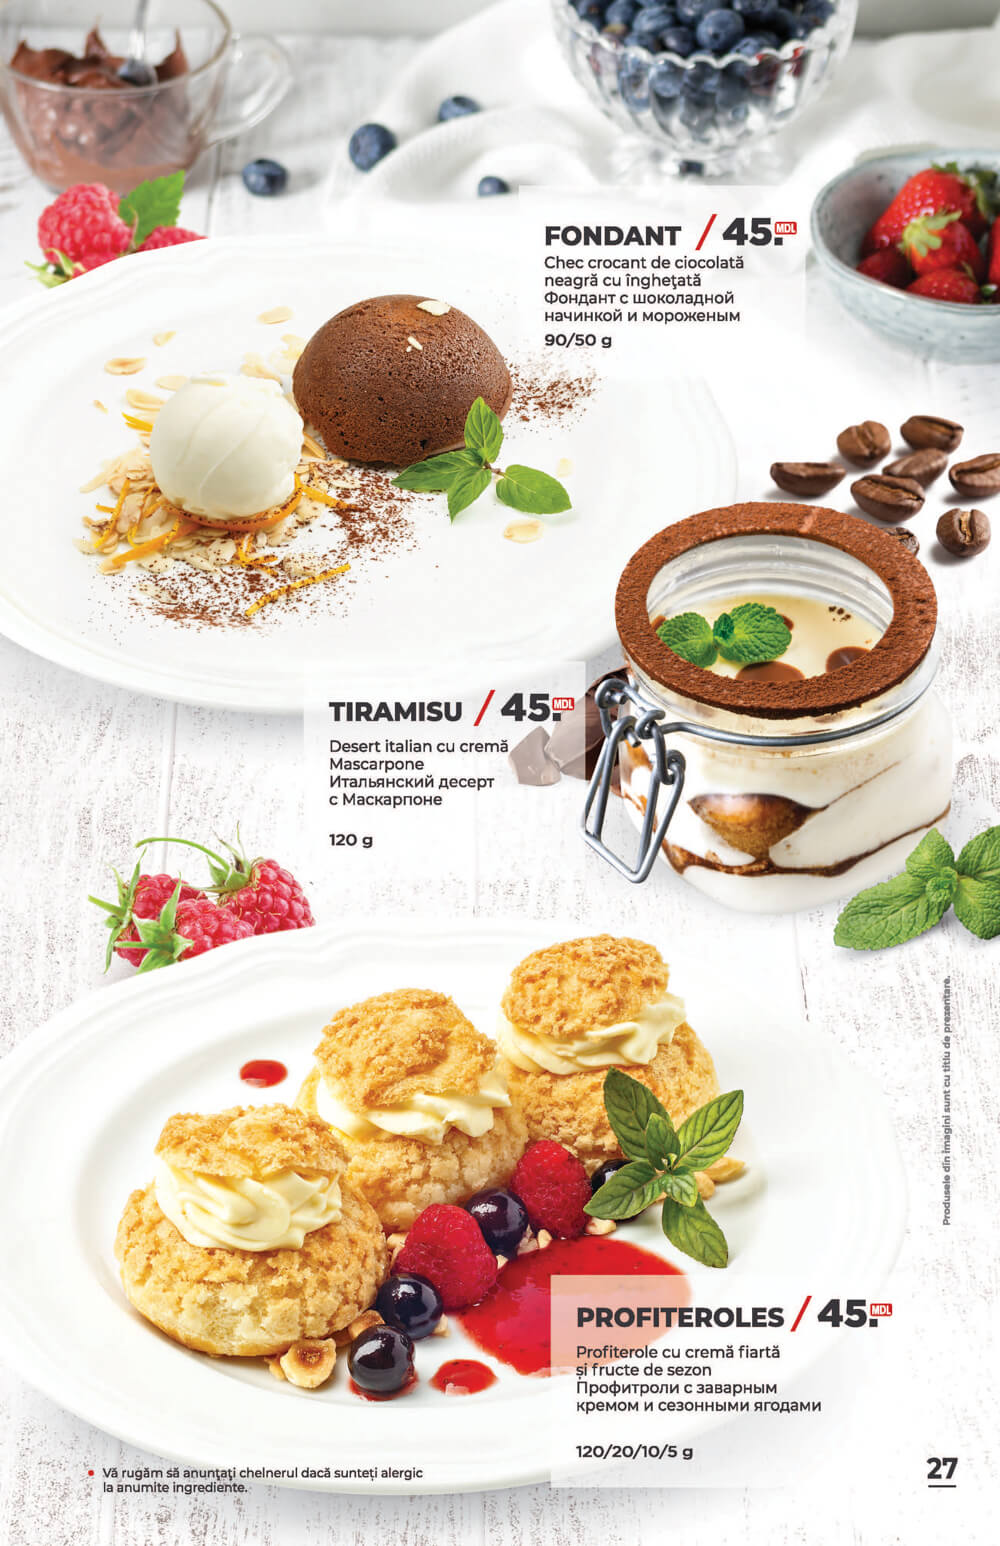 FONDANT / 45. MDL
Chec crocant de ciocolată
neagră cu îngheţată
Фондант с шоколадной
начинкой и мороженым
90/50 g
TIRAMISU / 45. MDL
Desert italian cu cremă
Mascarpone
Итальянский десерт
с Маскарпоне
120 g
Produsele din imagini sunt cu titlu de prezentare.
PROFITEROLES / 45. MDL
Profiterole cu cremă fiartă
și fructe de sezon
Профитроли с заварным
кремом и сезонными ягодами
120/20/10/5 g
• Vă rugăm să anunţaţi chelnerul dacă sunteți alergic
la anumite ingrediente.
27